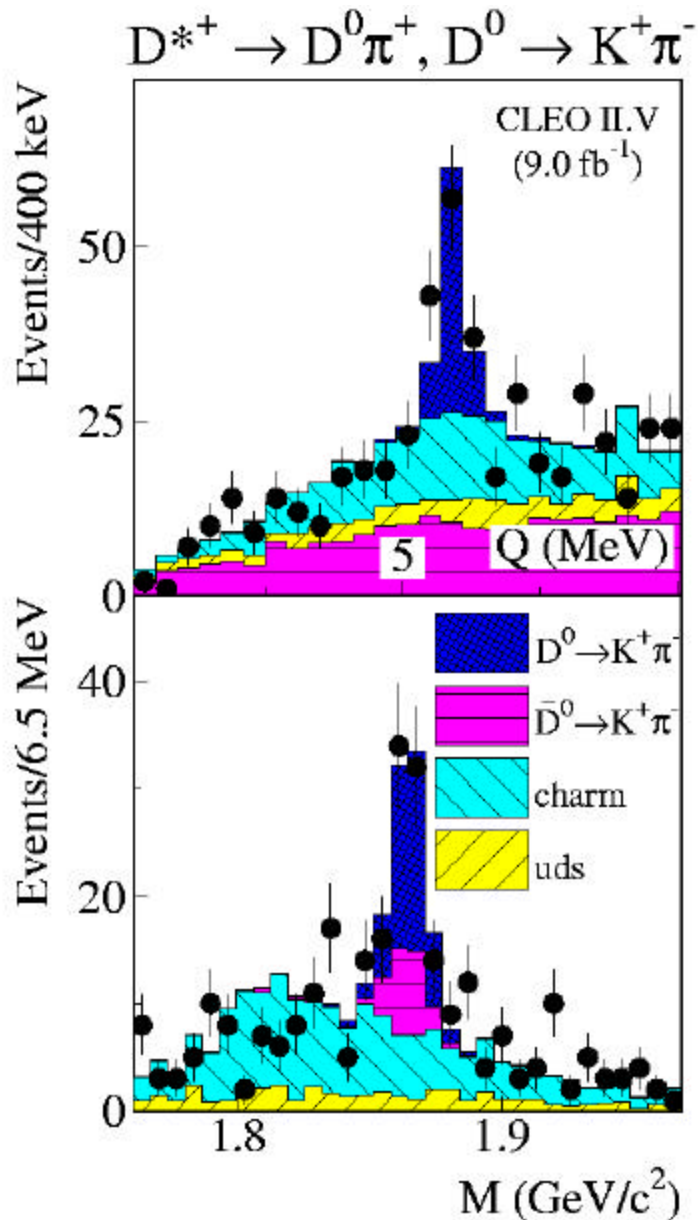 D*+ → D⁰π⁺, D⁰ → K⁺π⁻
CLEO II.V
(9.0 fb⁻¹)
Events/400 keV
50
25
0
5
Q (MeV)
Events/6.5 MeV
40
20
0
D⁰→K⁺π⁻
D̄⁰→K⁺π⁻
charm
uds
1.8
1.9
M (GeV/c²)